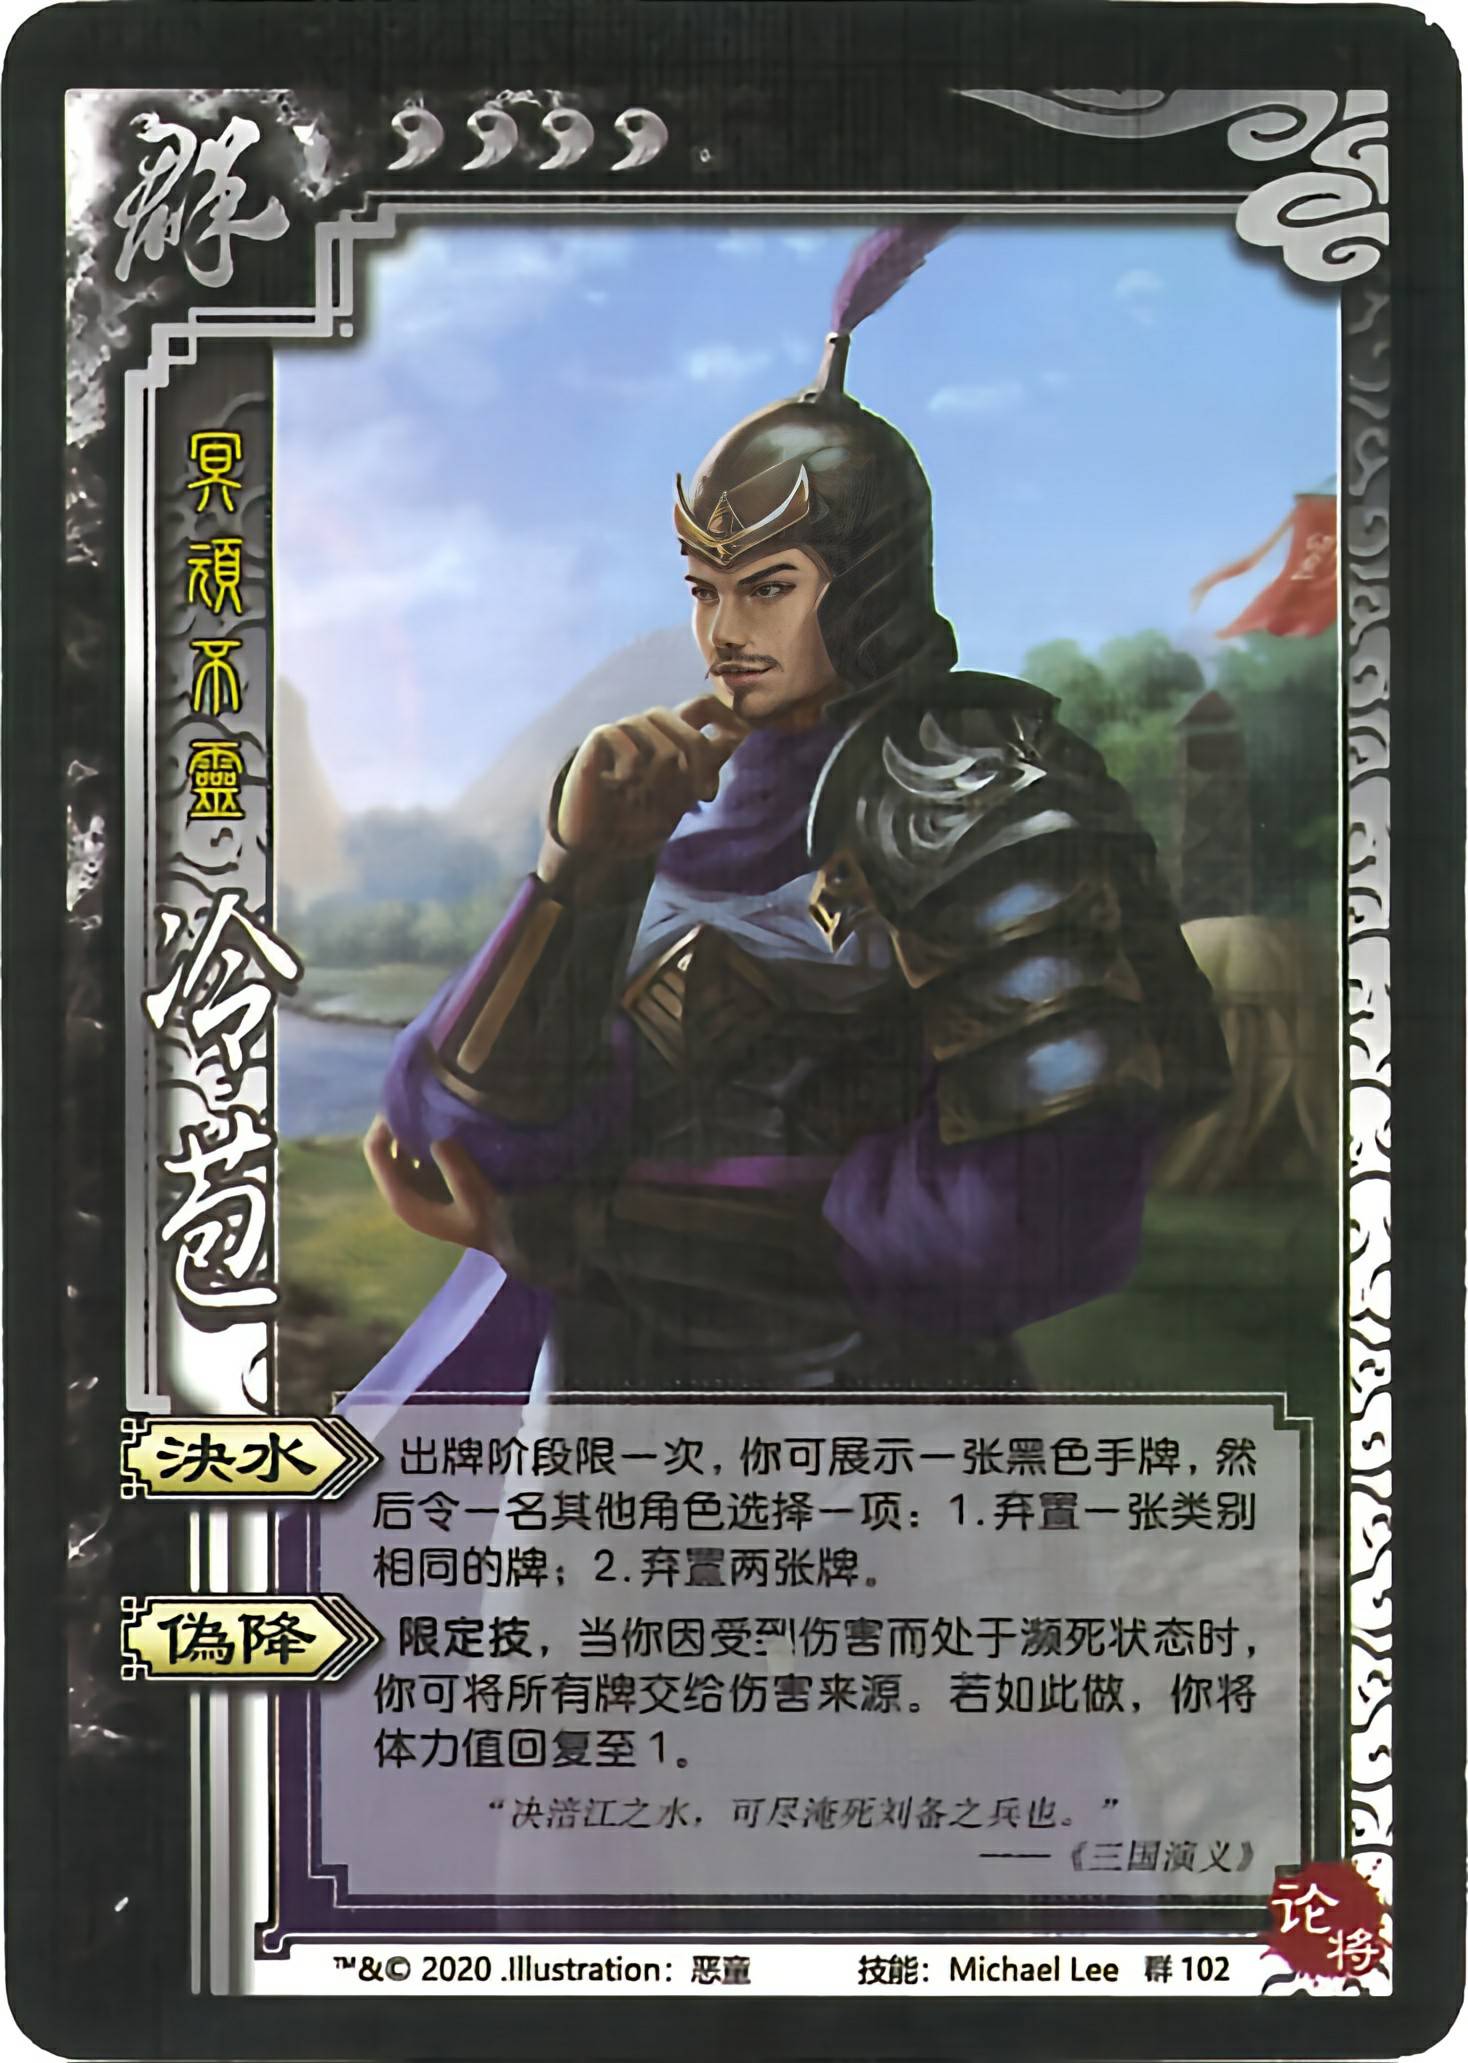 群
冥頑不靈
冷苞
決水
出牌阶段限一次，你可展示一张黑色手牌，然
后令一名其他角色选择一项：1.弃置一张类别
相同的牌；2.弃置两张牌。
偽降
限定技，当你因受到伤害而处于濒死状态时，
你可将所有牌交给伤害来源。若如此做，你将
体力值回复至1。
“决涪江之水，可尽淹死刘备之兵也。”
——《三国演义》
论将
™&© 2020 .Illustration：恶童 技能：Michael Lee 群 102